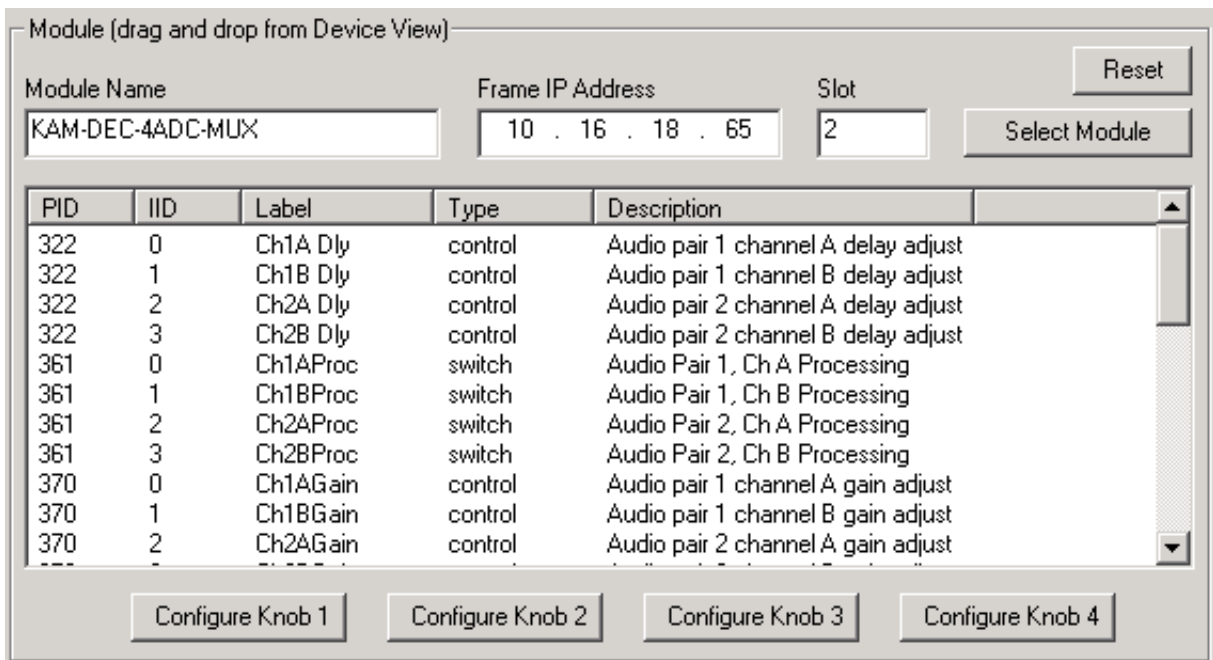 Module (drag and drop from Device View)
Reset
Module Name Frame IP Address Slot
KAM-DEC-4ADC-MUX 10 . 16 . 18 . 65 2 Select Module
PID IID Label Type Description
322 0 Ch1A Dly control Audio pair 1 channel A delay adjust
322 1 Ch1B Dly control Audio pair 1 channel B delay adjust
322 2 Ch2A Dly control Audio pair 2 channel A delay adjust
322 3 Ch2B Dly control Audio pair 2 channel B delay adjust
361 0 Ch1AProc switch Audio Pair 1, Ch A Processing
361 1 Ch1BProc switch Audio Pair 1, Ch B Processing
361 2 Ch2AProc switch Audio Pair 2, Ch A Processing
361 3 Ch2BProc switch Audio Pair 2, Ch B Processing
370 0 Ch1AGain control Audio pair 1 channel A gain adjust
370 1 Ch1BGain control Audio pair 1 channel B gain adjust
370 2 Ch2AGain control Audio pair 2 channel A gain adjust
Configure Knob 1 Configure Knob 2 Configure Knob 3 Configure Knob 4